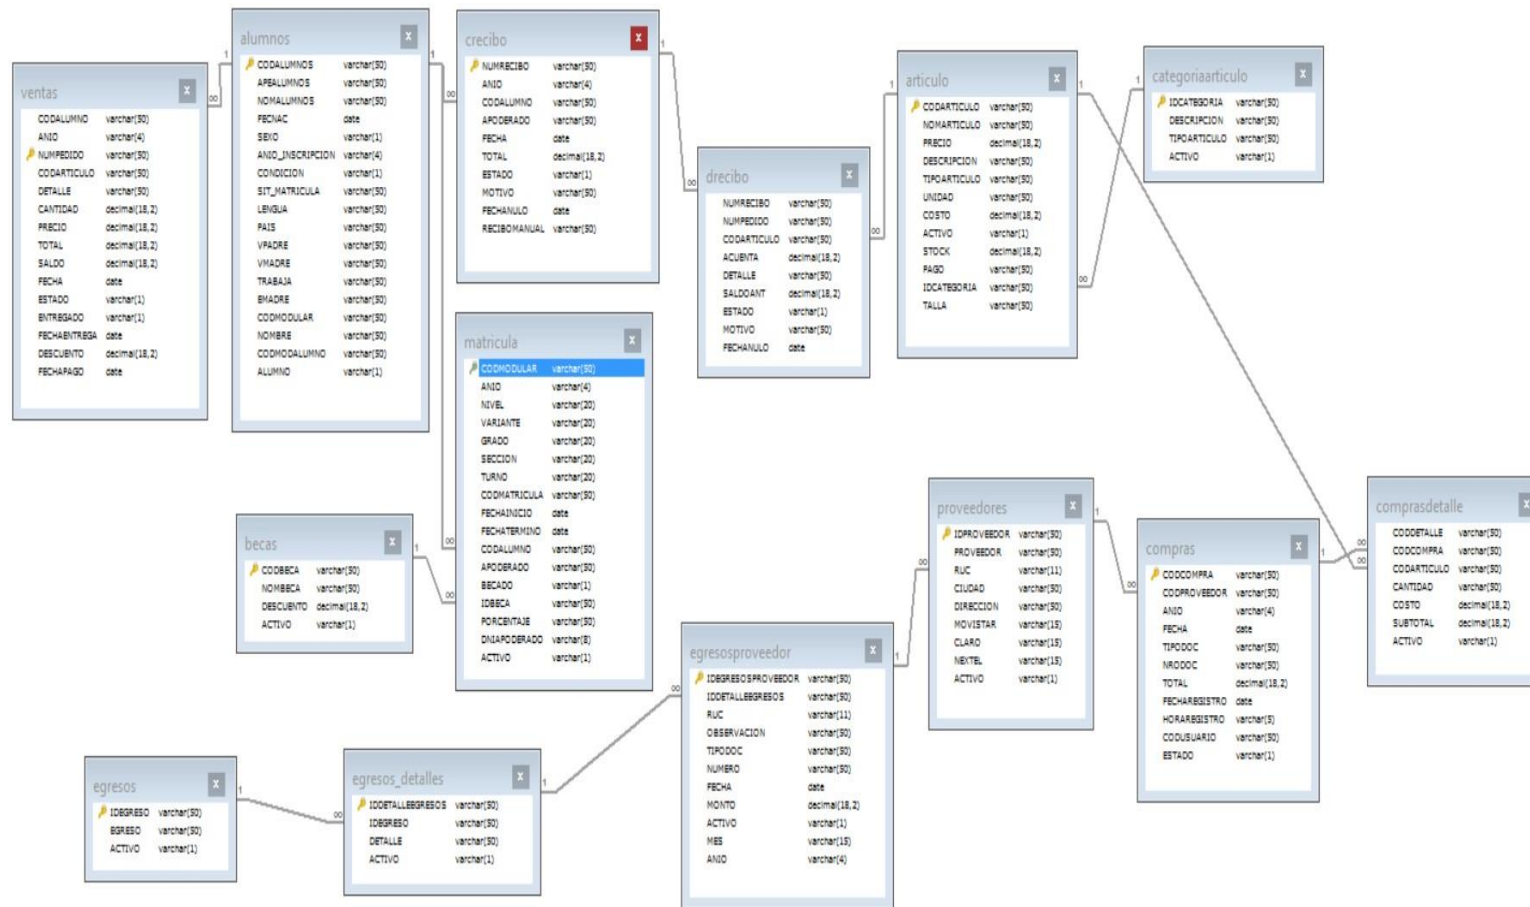 ventas
CODALUMNO varchar(50)
ANIO varchar(4)
NUMPEDIDO varchar(50)
CODARTICULO varchar(50)
DETALLE varchar(50)
CANTIDAD decimal(18,2)
PRECIO decimal(18,2)
TOTAL decimal(18,2)
SALDO decimal(18,2)
FECHA date
ESTADO varchar(1)
ENTREGADO varchar(1)
FECHAENTREGA date
DESCUENTO decimal(18,2)
FECHAPAGO date
1
∞
alumnos
CODALUMNOS varchar(50)
APEALUMNOS varchar(50)
NOMALUMNOS varchar(50)
FECNAC date
SEXO varchar(1)
ANIO_INSCRIPCION varchar(4)
CONDICION varchar(1)
SIT_MATRICULA varchar(50)
LENGUA varchar(50)
PAIS varchar(50)
VPADRE varchar(50)
VMADRE varchar(50)
TRABAJA varchar(50)
EMADRE varchar(50)
CODMODULAR varchar(50)
NOMBRE varchar(50)
CODMODALUMNO varchar(50)
ALUMNO varchar(1)
1
∞
crecibo
NUMRECIBO varchar(50)
ANIO varchar(4)
CODALUMNO varchar(50)
APODERADO varchar(50)
FECHA date
TOTAL decimal(18,2)
ESTADO varchar(1)
MOTIVO varchar(50)
FECHANULO date
RECIBOMANUAL varchar(50)
1
∞
drecibo
NUMRECIBO varchar(50)
NUMPEDIDO varchar(50)
CODARTICULO varchar(50)
ACUENTA decimal(18,2)
DETALLE varchar(50)
SALDOANT decimal(18,2)
ESTADO varchar(1)
MOTIVO varchar(50)
FECHANULO date
∞
1
articulo
CODARTICULO varchar(50)
NOMARTICULO varchar(50)
PRECIO decimal(18,2)
DESCRIPCION varchar(50)
TIPOARTICULO varchar(50)
UNIDAD varchar(50)
COSTO decimal(18,2)
ACTIVO varchar(1)
STOCK decimal(18,2)
PAGO varchar(50)
IDCATEGORIA varchar(50)
TALLA varchar(50)
1
∞
1
categoriaarticulo
IDCATEGORIA varchar(50)
DESCRIPCION varchar(50)
TIPOARTICULO varchar(50)
ACTIVO varchar(1)
matricula
CODMODULAR varchar(50)
ANIO varchar(4)
NIVEL varchar(20)
VARIANTE varchar(20)
GRADO varchar(20)
SECCION varchar(20)
TURNO varchar(20)
CODMATRICULA varchar(50)
FECHAINICIO date
FECHATERMINO date
CODALUMNO varchar(50)
APODERADO varchar(50)
BECADO varchar(1)
IDBECA varchar(50)
PORCENTAJE varchar(50)
DNIAPODERADO varchar(8)
ACTIVO varchar(1)
∞
∞
becas
CODBECA varchar(50)
NOMBECA varchar(50)
DESCUENTO decimal(18,2)
ACTIVO varchar(1)
1
egresos
IDEGRESO varchar(50)
EGRESO varchar(50)
ACTIVO varchar(1)
1
∞
egresos_detalles
IDDETALLEEGRESOS varchar(50)
IDEGRESO varchar(50)
DETALLE varchar(50)
ACTIVO varchar(1)
1
∞
egresosproveedor
IDEGRESOSPROVEEDOR varchar(50)
IDDETALLEEGRESOS varchar(50)
RUC varchar(11)
OBSERVACION varchar(50)
TIPODOC varchar(50)
NUMERO varchar(50)
FECHA date
MONTO decimal(18,2)
ACTIVO varchar(1)
MES varchar(15)
ANIO varchar(4)
1
∞
proveedores
IDPROVEEDOR varchar(50)
PROVEEDOR varchar(50)
RUC varchar(11)
CIUDAD varchar(50)
DIRECCION varchar(50)
MOVISTAR varchar(15)
CLARO varchar(15)
NEXTEL varchar(15)
ACTIVO varchar(1)
1
∞
compras
CODCOMPRA varchar(50)
CODPROVEEDOR varchar(50)
ANIO varchar(4)
FECHA date
TIPODOC varchar(50)
NRODOC varchar(50)
TOTAL decimal(18,2)
FECHAREGISTRO date
HORAREGISTRO varchar(5)
CODUSUARIO varchar(50)
ESTADO varchar(1)
1
∞
∞
comprasdetalle
CODDETALLE varchar(50)
CODCOMPRA varchar(50)
CODARTICULO varchar(50)
CANTIDAD varchar(50)
COSTO decimal(18,2)
SUBTOTAL decimal(18,2)
ACTIVO varchar(1)